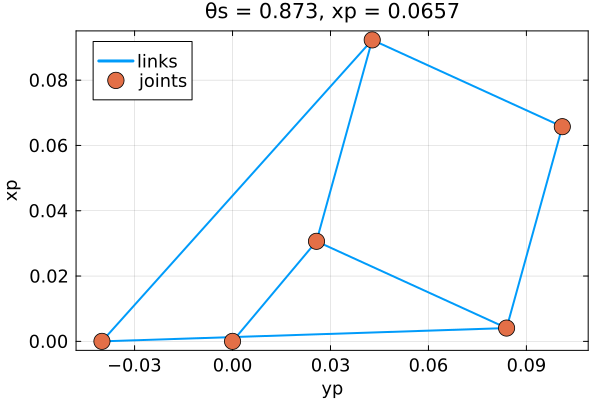 θs = 0.873, xp = 0.0657
links
joints
0.08
0.06
0.04
0.02
0.00
xp
−0.03 0.00 0.03 0.06 0.09
yp